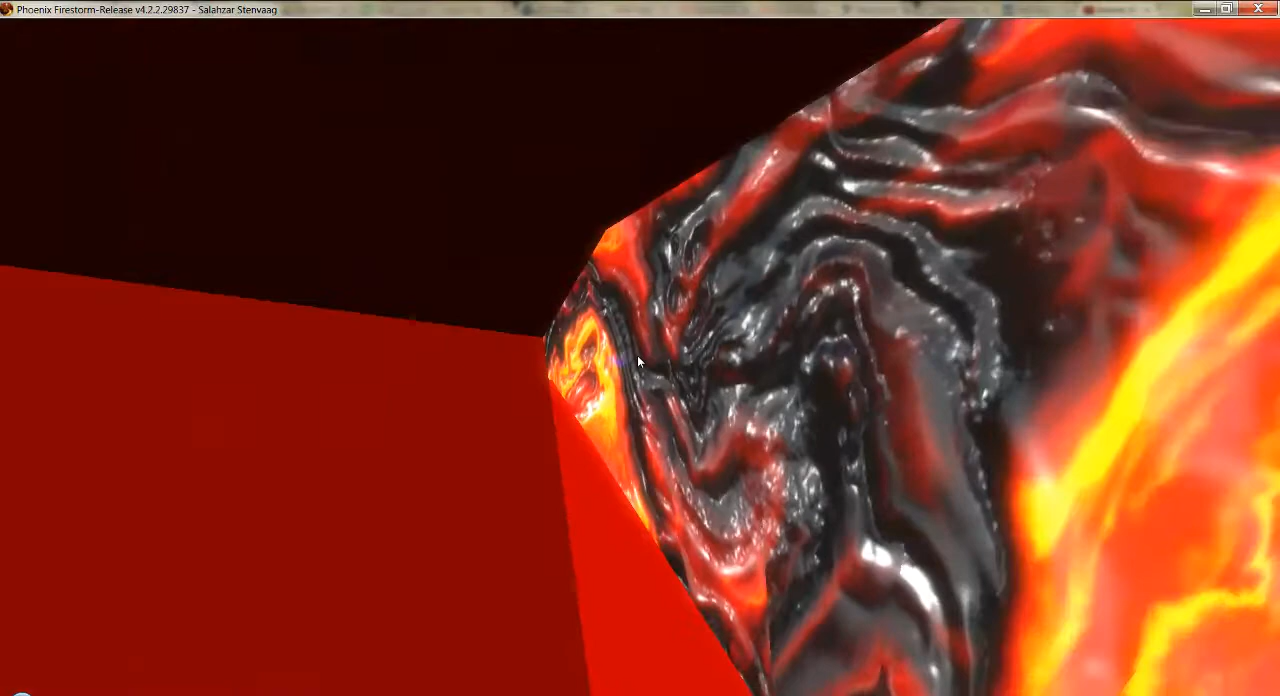 Phoenix Firestorm-Release v4.2.2.29837 - Salahzar Stenvaag